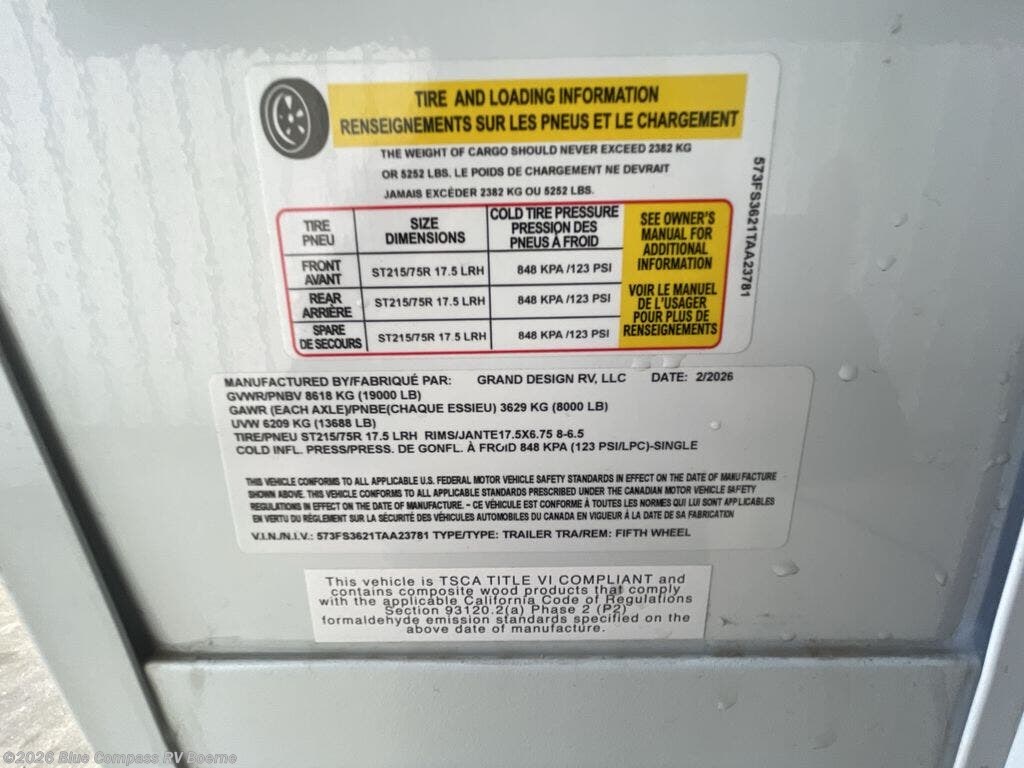 TIRE AND LOADING INFORMATION
RENSEIGNEMENTS SUR LES PNEUS ET LE CHARGEMENT
THE WEIGHT OF CARGO SHOULD NEVER EXCEED 2382 KG
OR 5252 LBS. LE POIDS DE CHARGEMENT NE DEVRAIT
JAMAIS EXCÉDER 2382 KG OU 5252 LBS.
TIRE
PNEU
SIZE
DIMENSIONS
COLD TIRE PRESSURE
PRESSION DES
PNEUS À FROID
FRONT
AVANT
ST215/75R 17.5 LRH
848 KPA /123 PSI
REAR
ARRIÈRE
ST215/75R 17.5 LRH
848 KPA /123 PSI
SPARE
DE SECOURS
ST215/75R 17.5 LRH
848 KPA /123 PSI
SEE OWNER'S
MANUAL FOR
ADDITIONAL
INFORMATION
VOIR LE MANUEL
DE L'USAGER
POUR PLUS DE
RENSEIGNEMENTS
573FS3621TAA23781
MANUFACTURED BY/FABRIQUÉ PAR: GRAND DESIGN RV, LLC DATE: 2/2026
GVWR/PNBV 8618 KG (19000 LB)
GAWR (EACH AXLE)/PNBE(CHAQUE ESSIEU) 3629 KG (8000 LB)
UVW 6209 KG (13688 LB)
TIRE/PNEU ST215/75R 17.5 LRH RIMS/JANTE17.5X6.75 8-6.5
COLD INFL. PRESS/PRESS. DE GONFL. À FROID 848 KPA (123 PSI/LPC)-SINGLE
THIS VEHICLE CONFORMS TO ALL APPLICABLE U.S. FEDERAL MOTOR VEHICLE SAFETY STANDARDS IN EFFECT ON THE DATE OF MANUFACTURE
SHOWN ABOVE. THIS VEHICLE CONFORMS TO ALL APPLICABLE STANDARDS PRESCRIBED UNDER THE CANADIAN MOTOR VEHICLE SAFETY
REGULATIONS IN EFFECT ON THE DATE OF MANUFACTURE. - CE VÉHICULE EST CONFORME À TOUTES LES NORMES QUI LUI SONT APPLICABLES
EN VERTU DU RÈGLEMENT SUR LA SÉCURITÉ DES VÉHICULES AUTOMOBILES DU CANADA EN VIGUEUR À LA DATE DE SA FABRICATION
V.I.N./N.I.V.: 573FS3621TAA23781 TYPE/TYPE: TRAILER TRA/REM: FIFTH WHEEL
This vehicle is TSCA TITLE VI COMPLIANT and
contains composite wood products that comply
with the applicable California Code of Regulations
Section 93120.2(a) Phase 2 (P2)
formaldehyde emission standards specified on the
above date of manufacture.
©2026 Blue Compass RV Boerne